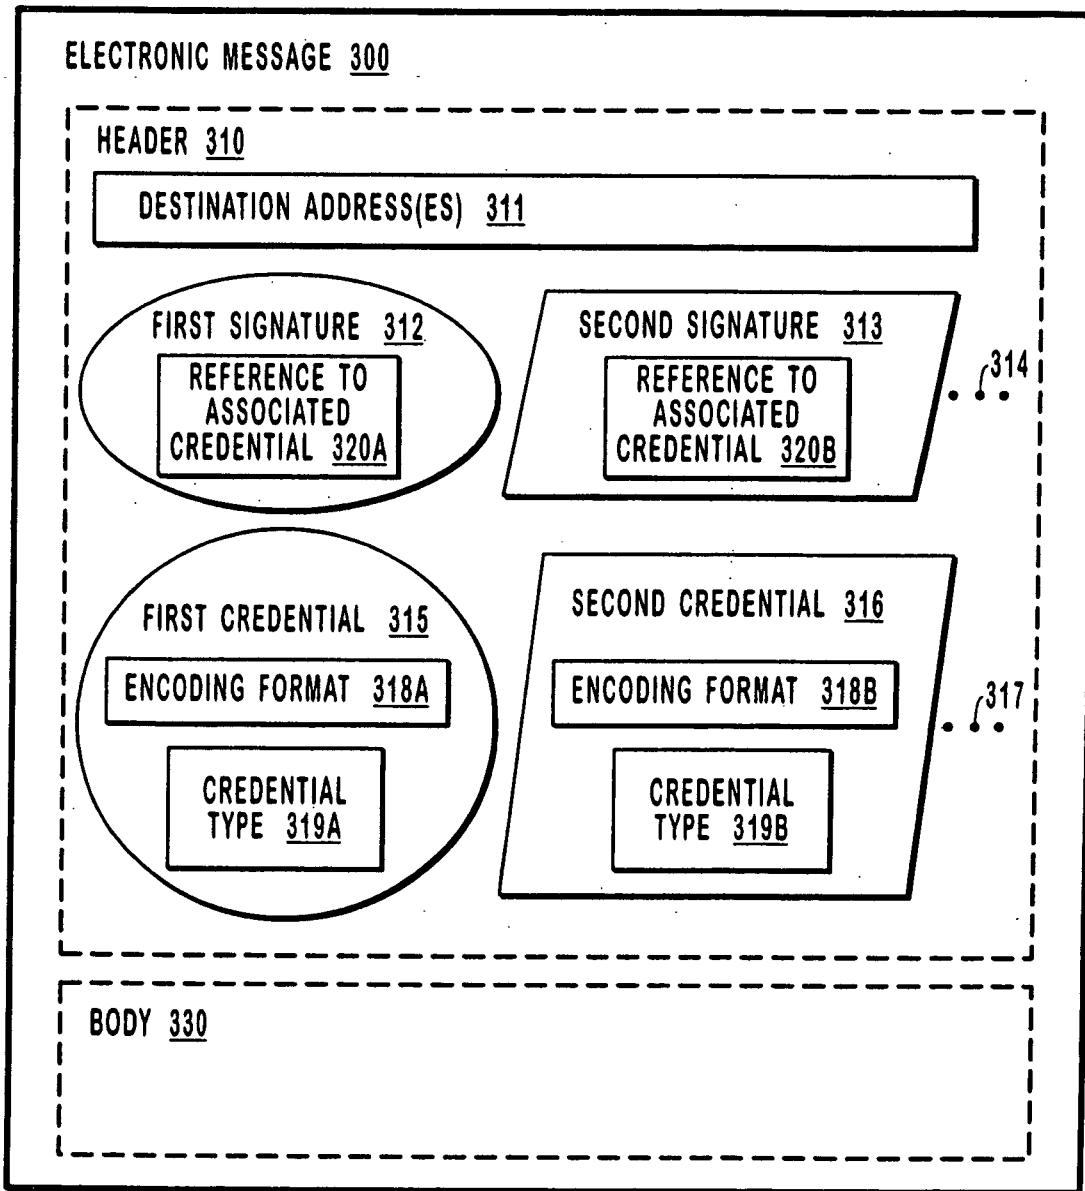 ELECTRONIC MESSAGE 300
HEADER 310
DESTINATION ADDRESS(ES) 311
FIRST SIGNATURE 312
REFERENCE TO
ASSOCIATED
CREDENTIAL 320A
SECOND SIGNATURE 313
REFERENCE TO
ASSOCIATED
CREDENTIAL 320B
314
FIRST CREDENTIAL 315
ENCODING FORMAT 318A
CREDENTIAL
TYPE 319A
SECOND CREDENTIAL 316
ENCODING FORMAT 318B
CREDENTIAL
TYPE 319B
317
BODY 330